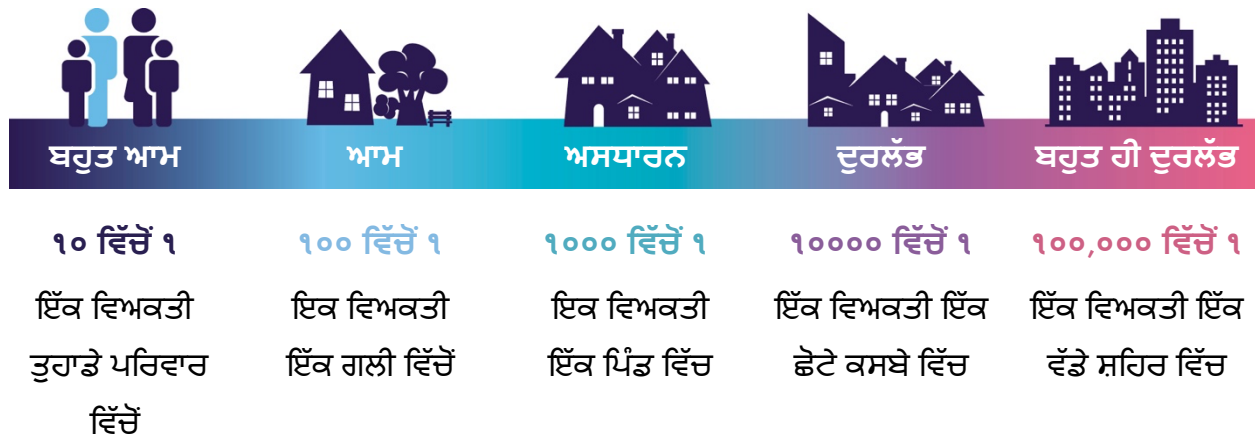 ਬਹੁਤ ਆਮ
ਆਮ
ਅਸਧਾਰਨ
ਦੁਰਲੱਭ
ਬਹੁਤ ਹੀ ਦੁਰਲੱਭ
੧੦ ਵਿੱਚੋਂ ੧
੧੦੦ ਵਿੱਚੋਂ ੧
੧੦੦੦ ਵਿੱਚੋਂ ੧
੧੦੦੦੦ ਵਿੱਚੋਂ ੧
੧੦੦,੦੦੦ ਵਿੱਚੋਂ ੧
ਇੱਕ ਵਿਅਕਤੀ
ਤੁਹਾਡੇ ਪਰਿਵਾਰ
ਵਿੱਚੋਂ
ਇਕ ਵਿਅਕਤੀ
ਇੱਕ ਗਲੀ ਵਿੱਚੋਂ
ਇਕ ਵਿਅਕਤੀ
ਇੱਕ ਪਿੰਡ ਵਿੱਚ
ਇੱਕ ਵਿਅਕਤੀ ਇੱਕ
ਛੋਟੇ ਕਸਬੇ ਵਿੱਚ
ਇੱਕ ਵਿਅਕਤੀ ਇੱਕ
ਵੱਡੇ ਸ਼ਹਿਰ ਵਿੱਚ